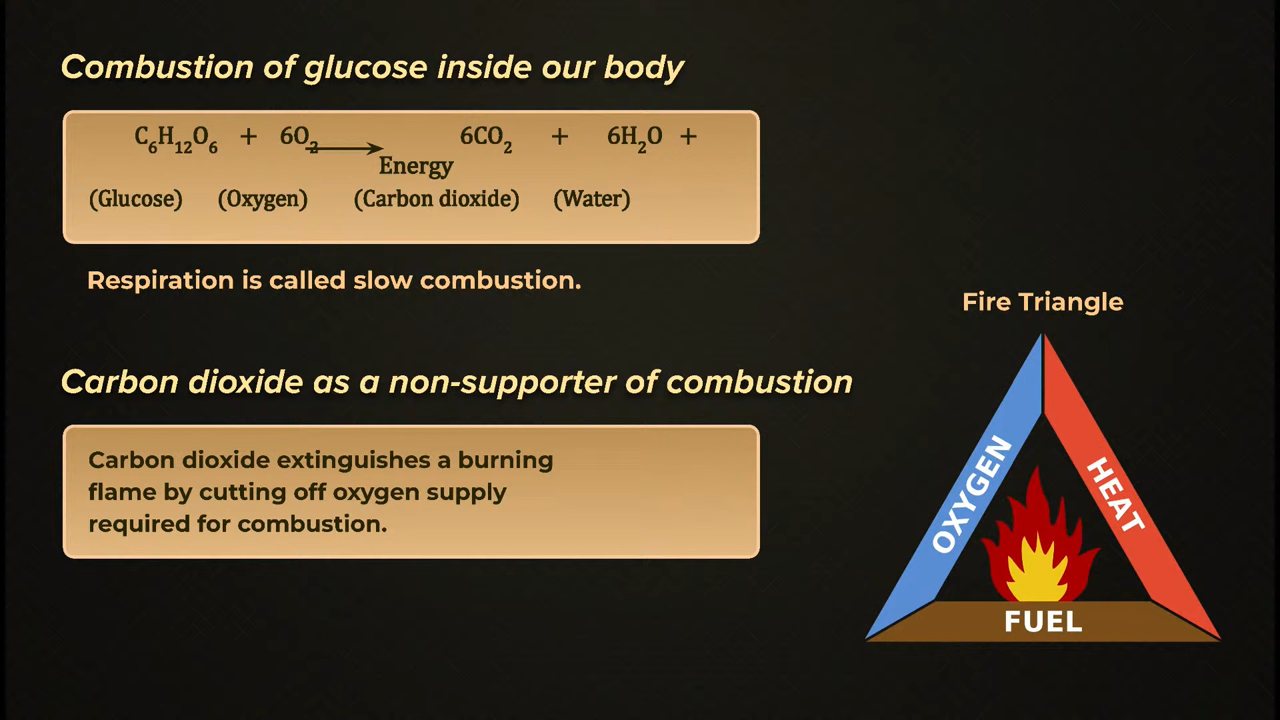 Combustion of glucose inside our body
C₆H₁₂O₆ + 6O₂ → 6CO₂ + 6H₂O +
Energy
(Glucose) (Oxygen) (Carbon dioxide) (Water)
Respiration is called slow combustion.
Fire Triangle
Carbon dioxide as a non-supporter of combustion
Carbon dioxide extinguishes a burning
flame by cutting off oxygen supply
required for combustion.
OXYGEN
HEAT
FUEL